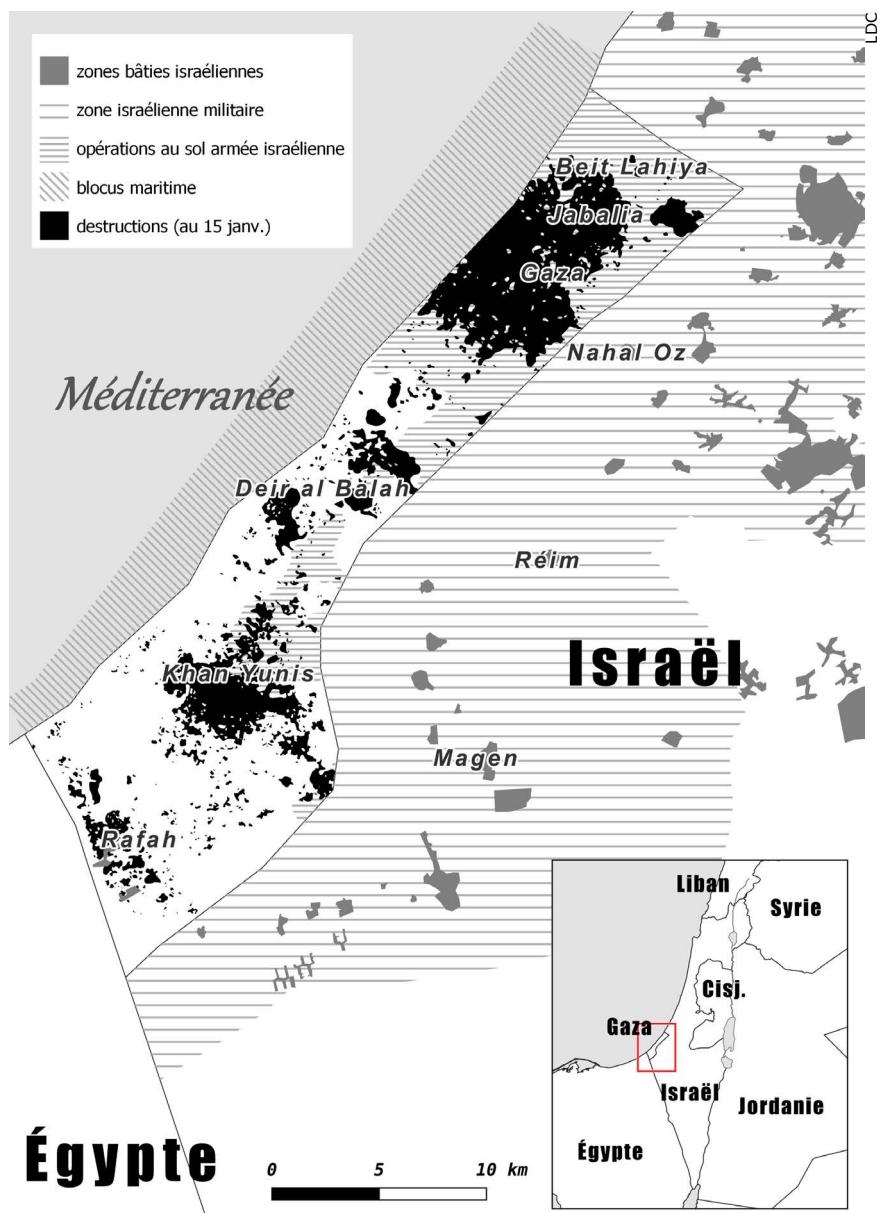 LDC
zones bâties israéliennes
zone israélienne militaire
opérations au sol armée israélienne
blocus maritime
destructions (au 15 janv.)
Beit Lahiya
Jabalia
Gaza
Nahal Oz
Méditerranée
Deir al Balah
Réim
Israël
Khan Yunis
Magen
Rafah
Liban
Syrie
Cisj.
Gaza
Israël
Jordanie
Égypte
Égypte
0 5 10 km